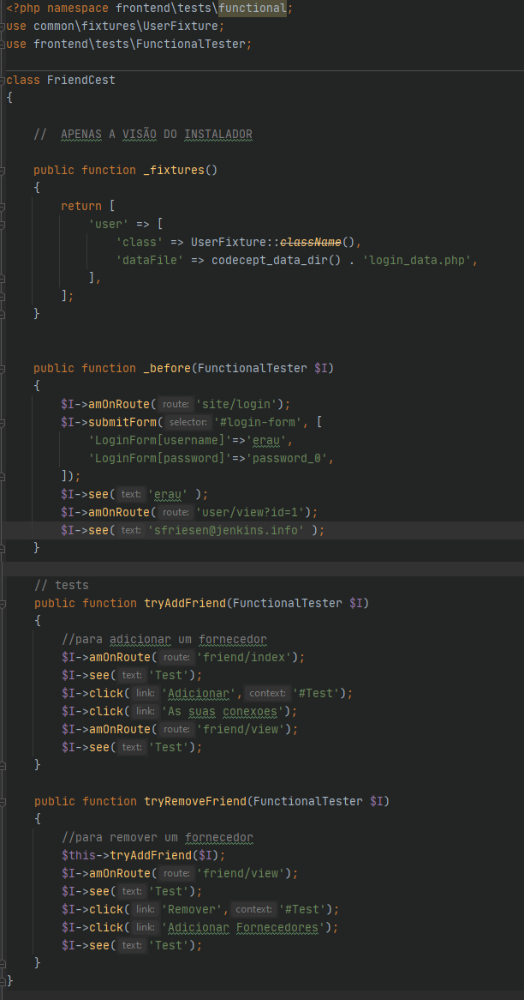 <?php namespace frontend\tests\functional;
use common\fixtures\UserFixture;
use frontend\tests\FunctionalTester;
class FriendCest
{
//  APENAS A VISÃO DO INSTALADOR
public function _fixtures()
{
return [
'user' => [
'class' => UserFixture::className(),
'dataFile' => codecept_data_dir() . 'login_data.php',
],
];
}
public function _before(FunctionalTester $I)
{
$I->amOnRoute( route: 'site/login');
$I->submitForm( selector: '#login-form', [
'LoginForm[username]'=>'erau',
'LoginForm[password]'=>'password_0',
]);
$I->see( text: 'erau' );
$I->amOnRoute( route: 'user/view?id=1');
$I->see( text: 'sfriesen@jenkins.info' );
}
// tests
public function tryAddFriend(FunctionalTester $I)
{
//para adicionar um fornecedor
$I->amOnRoute( route: 'friend/index');
$I->see( text: 'Test');
$I->click( link: 'Adicionar', context: '#Test');
$I->click( link: 'As suas conexoes');
$I->amOnRoute( route: 'friend/view');
$I->see( text: 'Test');
}
public function tryRemoveFriend(FunctionalTester $I)
{
//para remover um fornecedor
$this->tryAddFriend($I);
$I->amOnRoute( route: 'friend/view');
$I->see( text: 'Test');
$I->click( link: 'Remover', context: '#Test');
$I->click( link: 'Adicionar Fornecedores');
$I->see( text: 'Test');
}
}